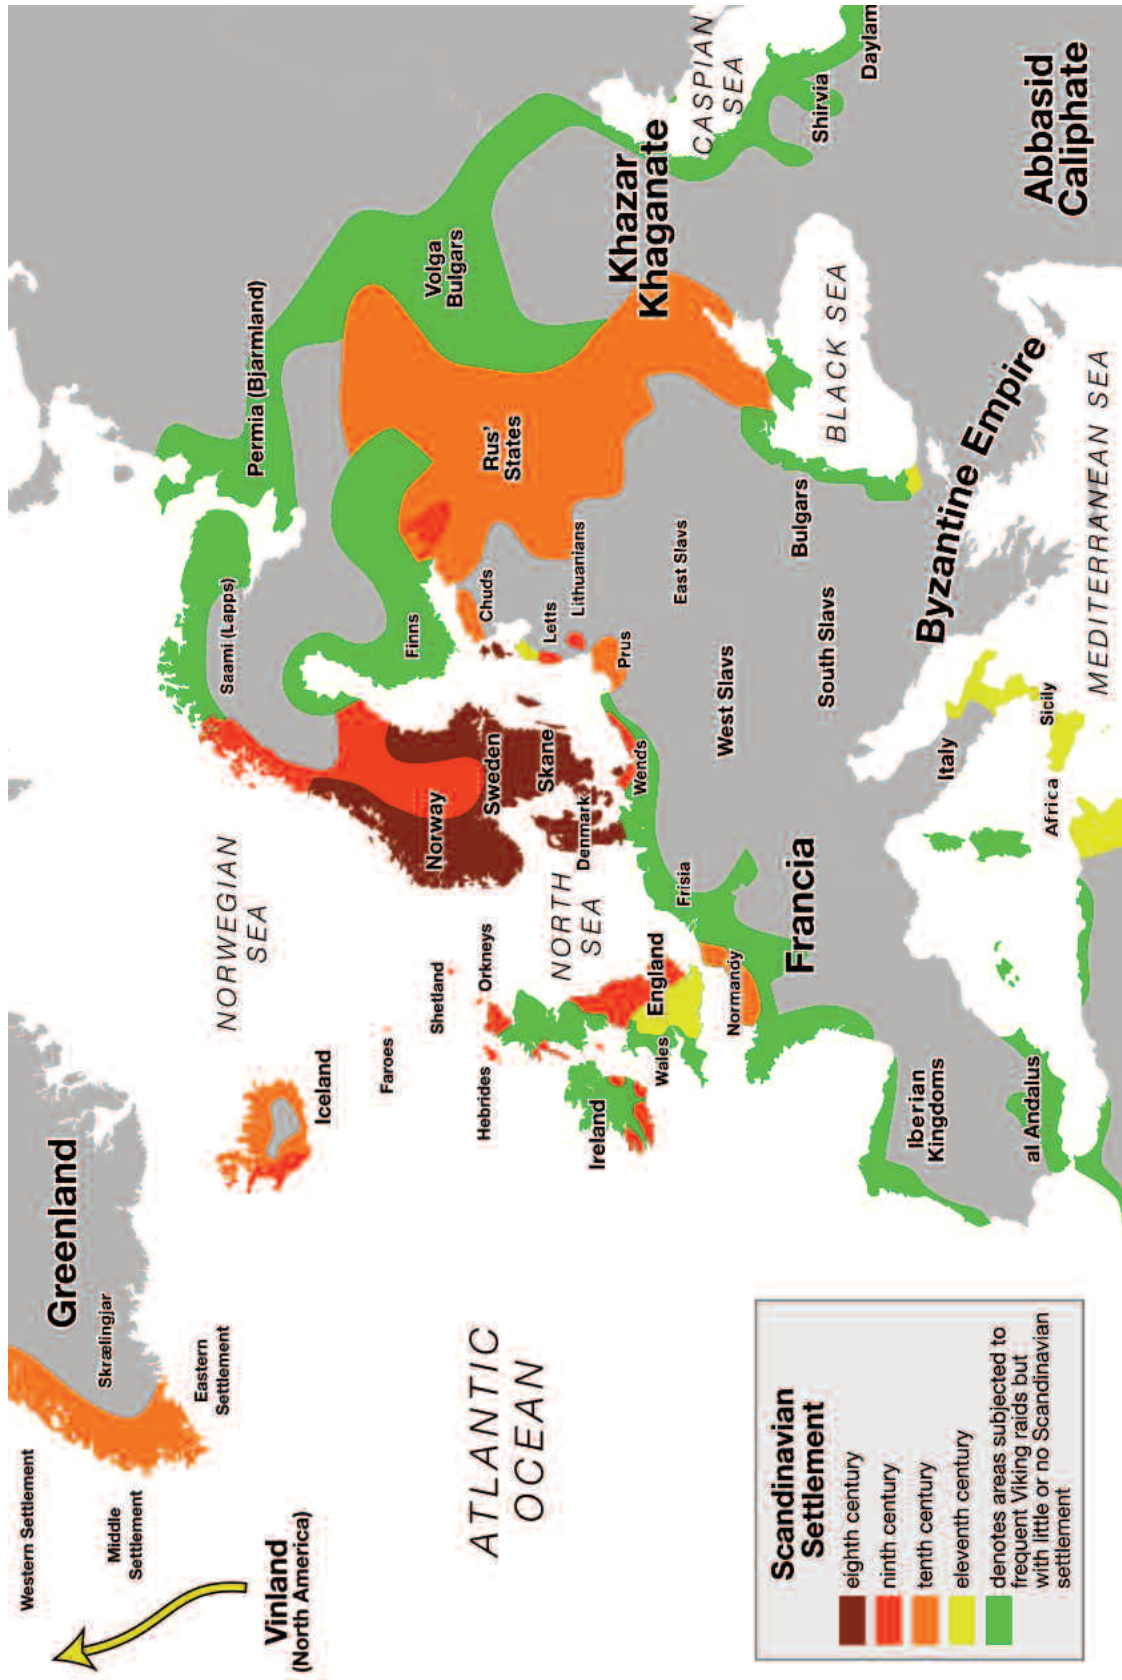 Western Settlement
Middle
Settlement
Vinland
(North America)
Greenland
Skrælingjar
Eastern
Settlement
ATLANTIC
OCEAN
Iceland
NORWEGIAN
SEA
Faroes
Shetland
Orkneys
Hebrides
NORTH
SEA
Ireland
Wales
England
Normandy
Francia
Frisia
Iberian
Kingdoms
al Andalus
Norway
Sweden
Skane
Denmark
Wends
Saami (Lapps)
Finns
Permia (Bjarmland)
Chuds
Letts
Lithuanians
Prus
Rus'
States
Volga
Bulgars
Khazar
Khaganate
East Slavs
West Slavs
South Slavs
Bulgars
BLACK SEA
CASPIAN
SEA
Shirvia
Daylam
Abbasid
Caliphate
Byzantine Empire
MEDITERRANEAN SEA
Italy
Sicily
Africa
Scandinavian
Settlement
eighth century
ninth century
tenth century
eleventh century
denotes areas subjected to
frequent Viking raids but
with little or no Scandinavian
settlement